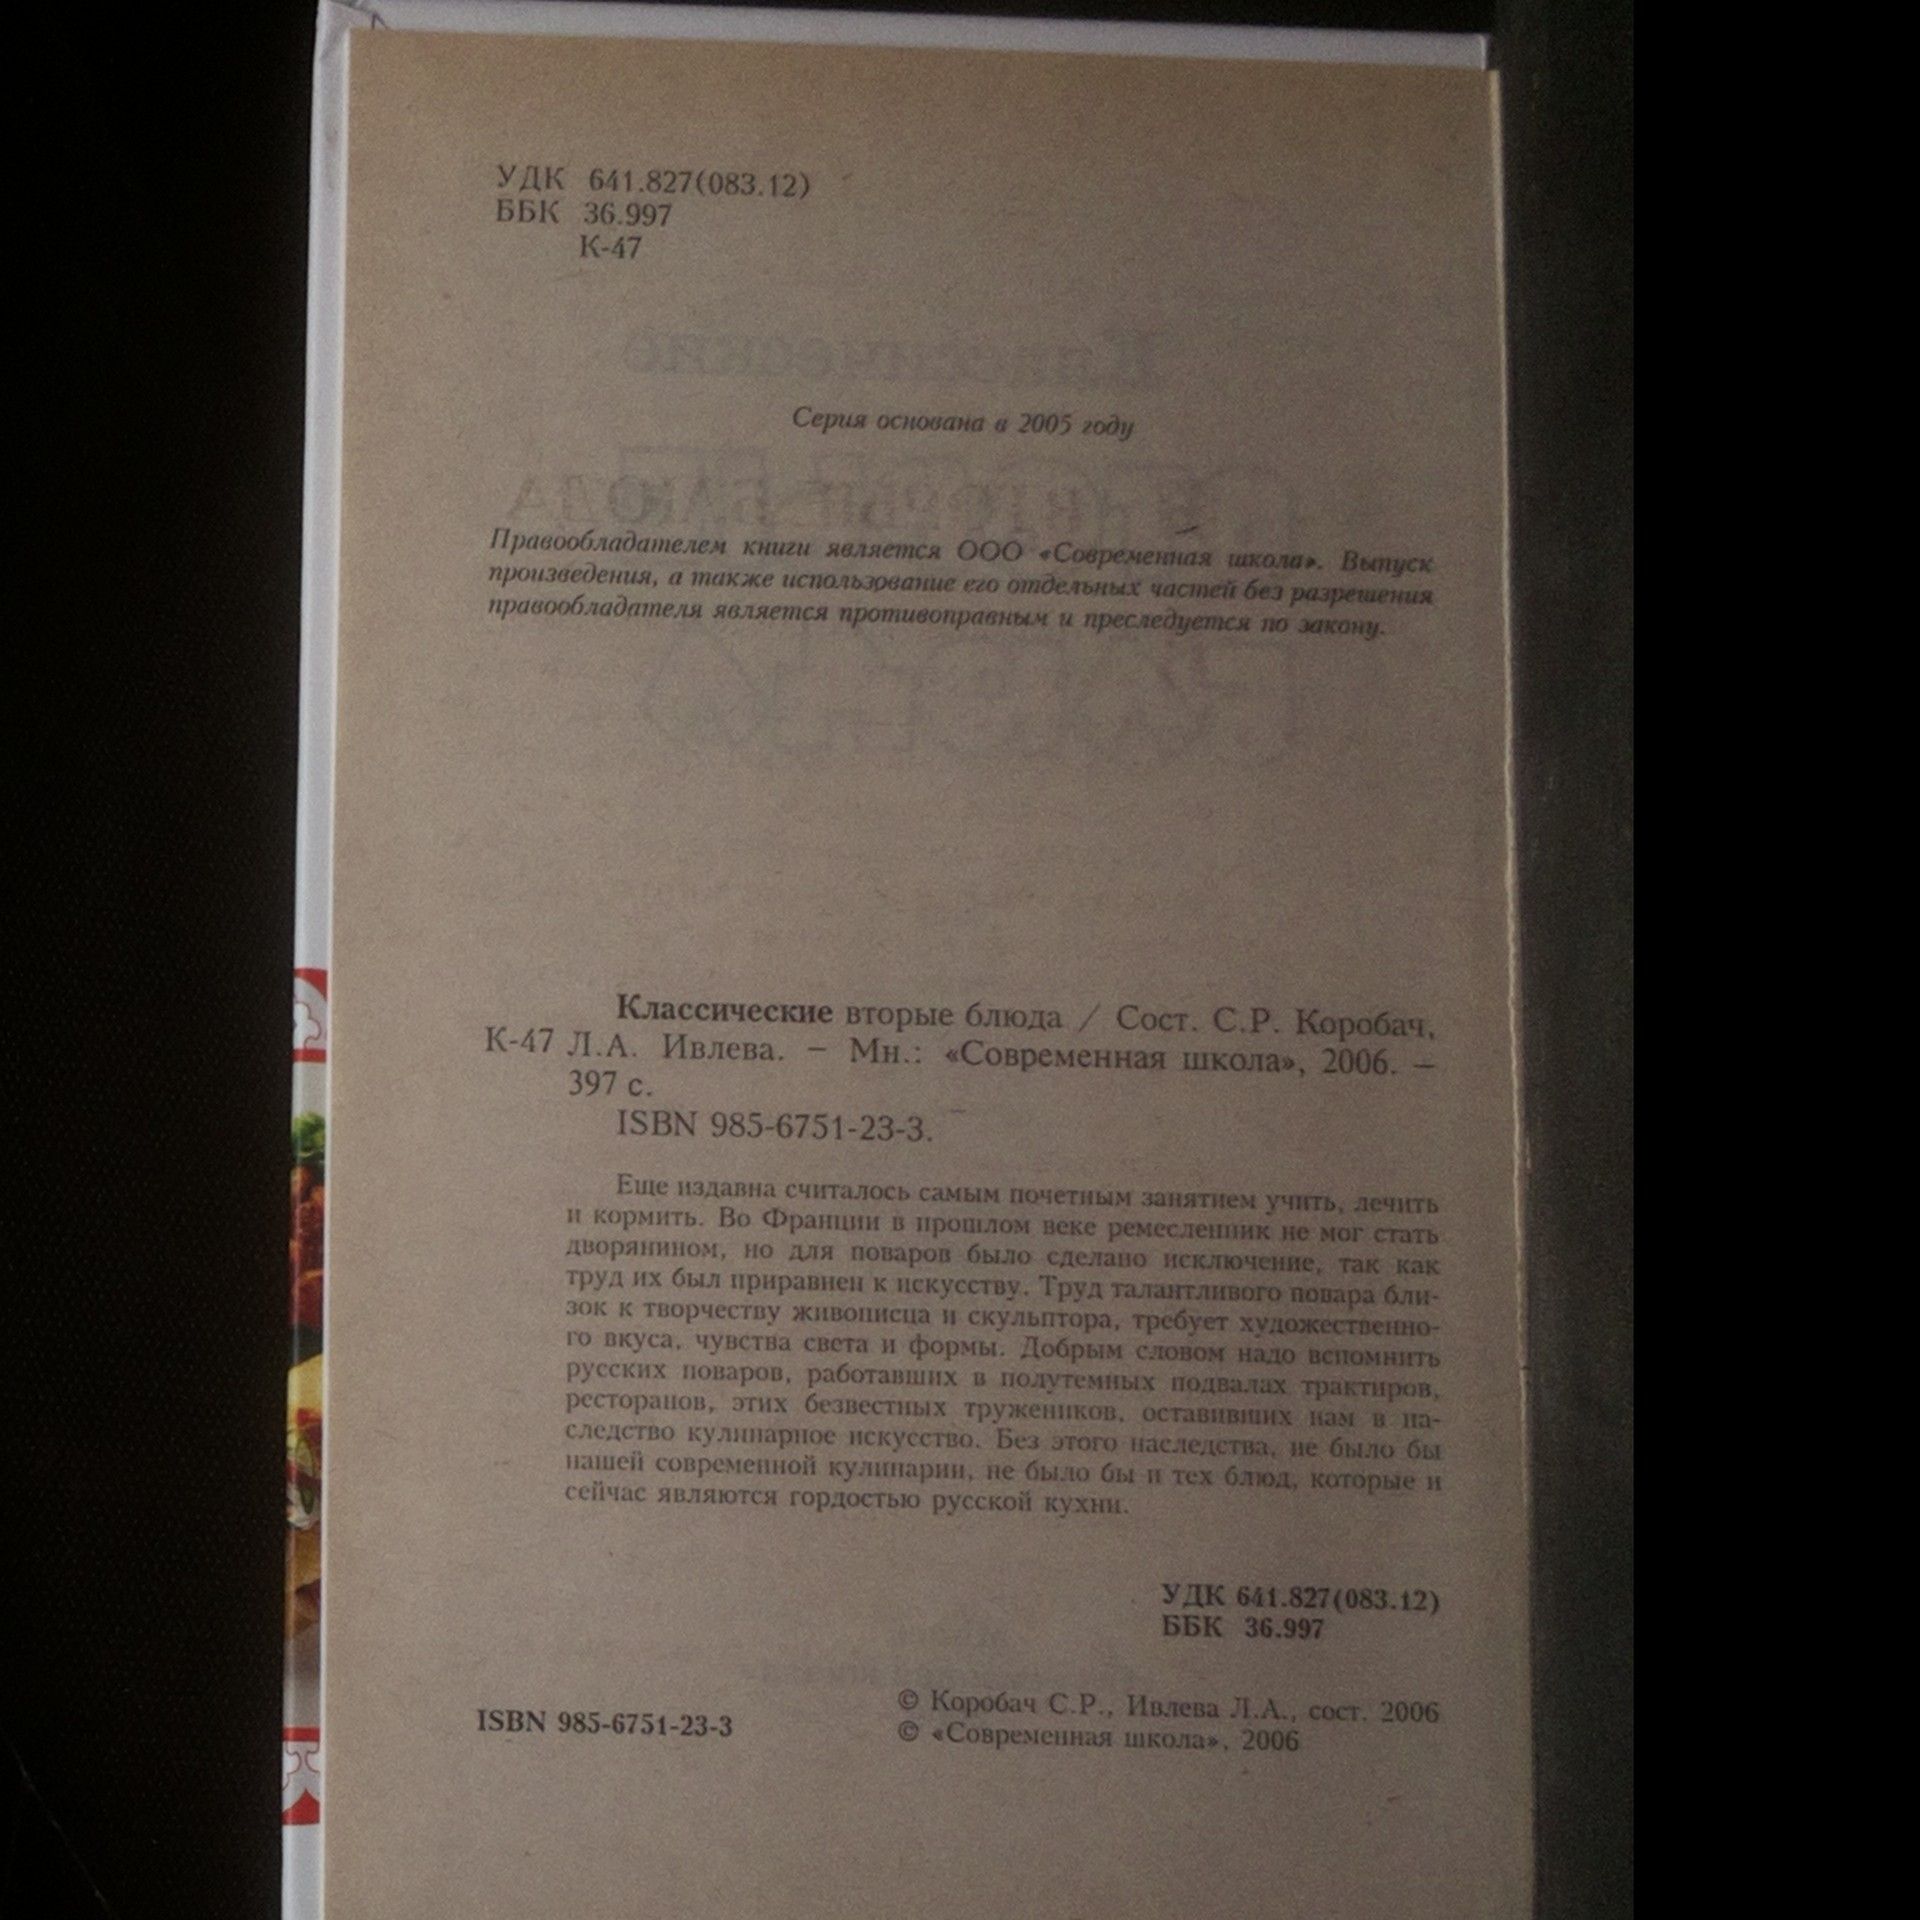 УДК 641.827(083.12)
ББК 36.997
К-47
Серия основана в 2005 году
Правообладателем книги является ООО «Современная школа». Выпуск
произведения, а также использование его отдельных частей без разрешения
правообладателя является противоправным и преследуется по закону.
Классические вторые блюда / Сост. С.Р. Коробач,
К-47 Л.А. Ивлева. – Мн.: «Современная школа», 2006. –
397 с.
ISBN 985-6751-23-3.
Еще издавна считалось самым почетным занятием учить, лечить
и кормить. Во Франции в прошлом веке ремесленник не мог стать
дворянином, но для поваров было сделано исключение, так как
труд их был приравнен к искусству. Труд талантливого повара бли-
зок к творчеству живописца и скульптора, требует художественно-
го вкуса, чувства света и формы. Добрым словом надо вспомнить
русских поваров, работавших в полутемных подвалах трактиров,
ресторанов, этих безвестных тружеников, оставивших нам в на-
следство кулинарное искусство. Без этого наследства, не было бы
нашей современной кулинарии, не было бы и тех блюд, которые и
сейчас являются гордостью русской кухни.
УДК 641.827(083.12)
ББК 36.997
© Коробач С.Р., Ивлева Л.А., сост. 2006
ISBN 985-6751-23-3
© «Современная школа», 2006